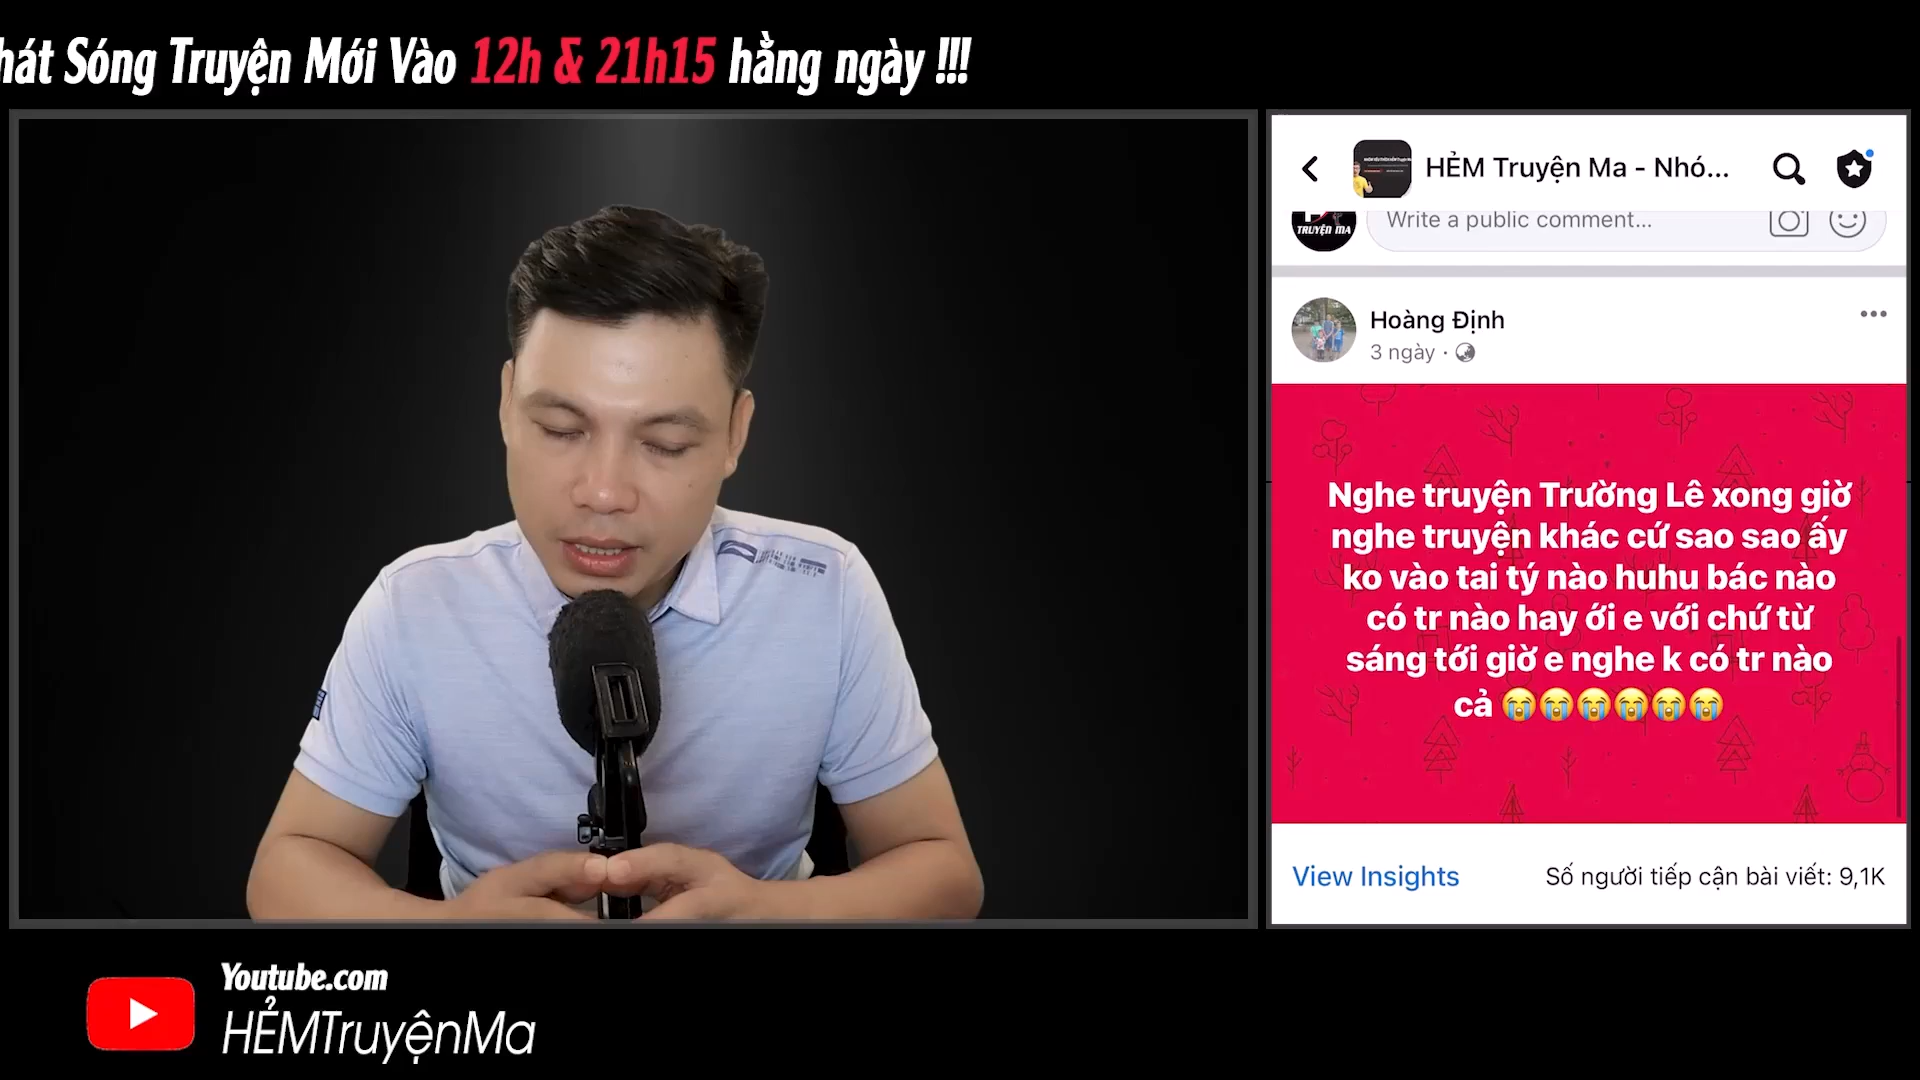 hát Sóng Truyện Mới Vào 12h & 21h15 hằng ngày !!!
HẺM Truyện Ma - Nhó...
TRUYỆN MA
Write a public comment...
Hoàng Định
3 ngày ·
Nghe truyện Trường Lê xong giờ
nghe truyện khác cứ sao sao ấy
ko vào tai tý nào huhu bác nào
có tr nào hay ới e với chứ từ
sáng tới giờ e nghe k có tr nào
cả 😭😭😭😭😭😭
View Insights
Số người tiếp cận bài viết: 9,1K
Youtube.com
HẺMTruyệnMa